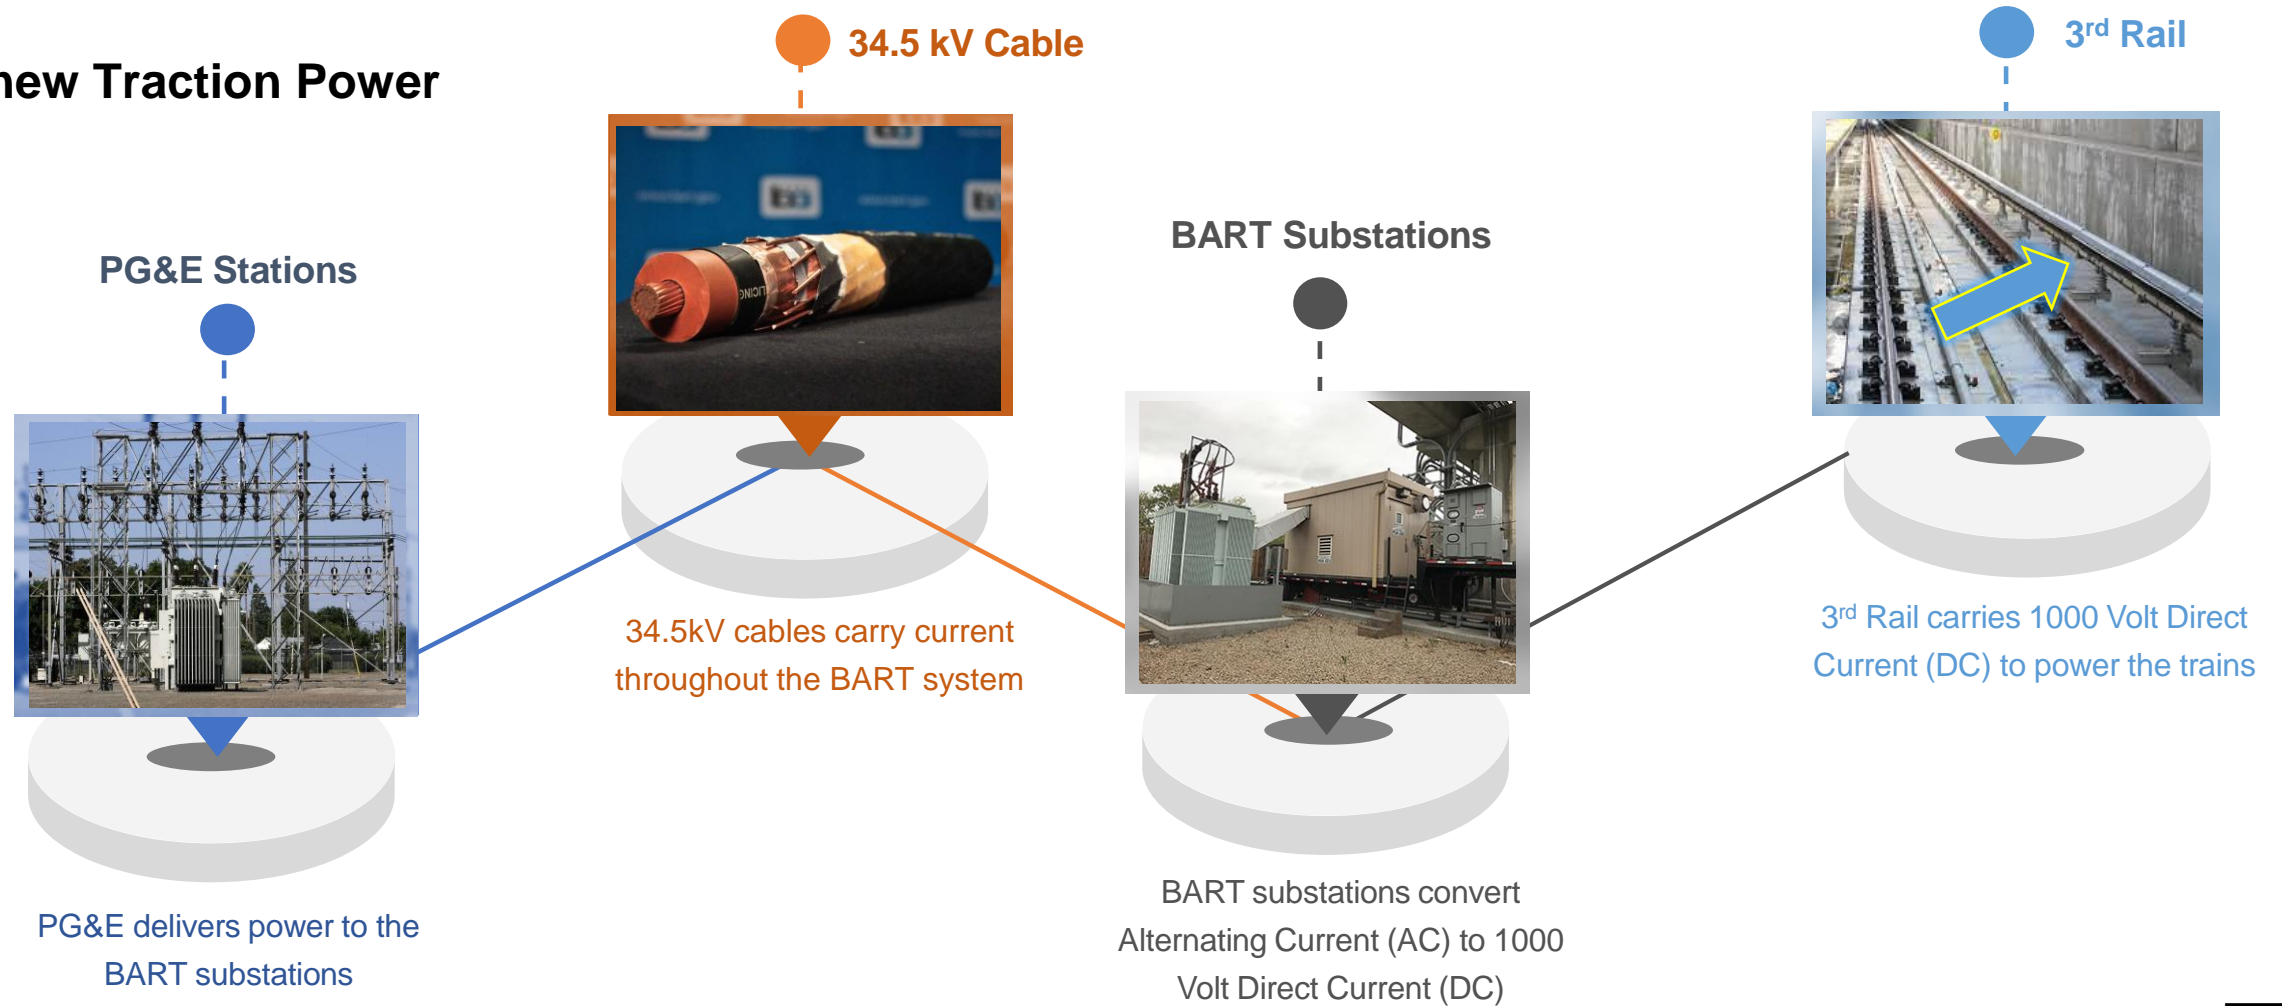 new Traction Power
34.5 kV Cable
3rd Rail
BART Substations
PG&E Stations
LICING
34.5kV cables carry current
throughout the BART system
3rd Rail carries 1000 Volt Direct
Current (DC) to power the trains
PG&E delivers power to the
BART substations
BART substations convert
Alternating Current (AC) to 1000
Volt Direct Current (DC)